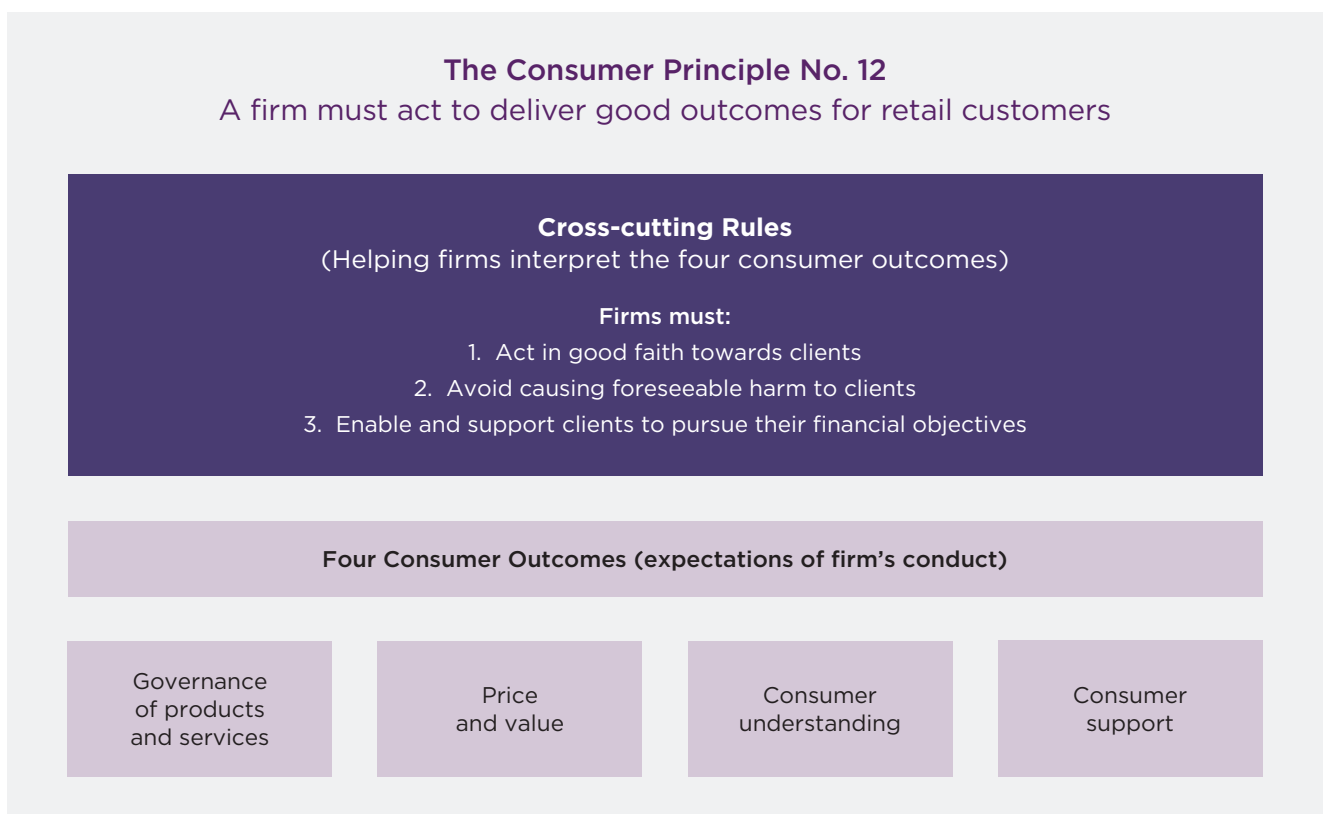 The Consumer Principle No. 12
A firm must act to deliver good outcomes for retail customers
Cross-cutting Rules
(Helping firms interpret the four consumer outcomes)
Firms must:
1. Act in good faith towards clients
2. Avoid causing foreseeable harm to clients
3. Enable and support clients to pursue their financial objectives
Four Consumer Outcomes (expectations of firm’s conduct)
Governance
of products
and services
Price
and value
Consumer
understanding
Consumer
support